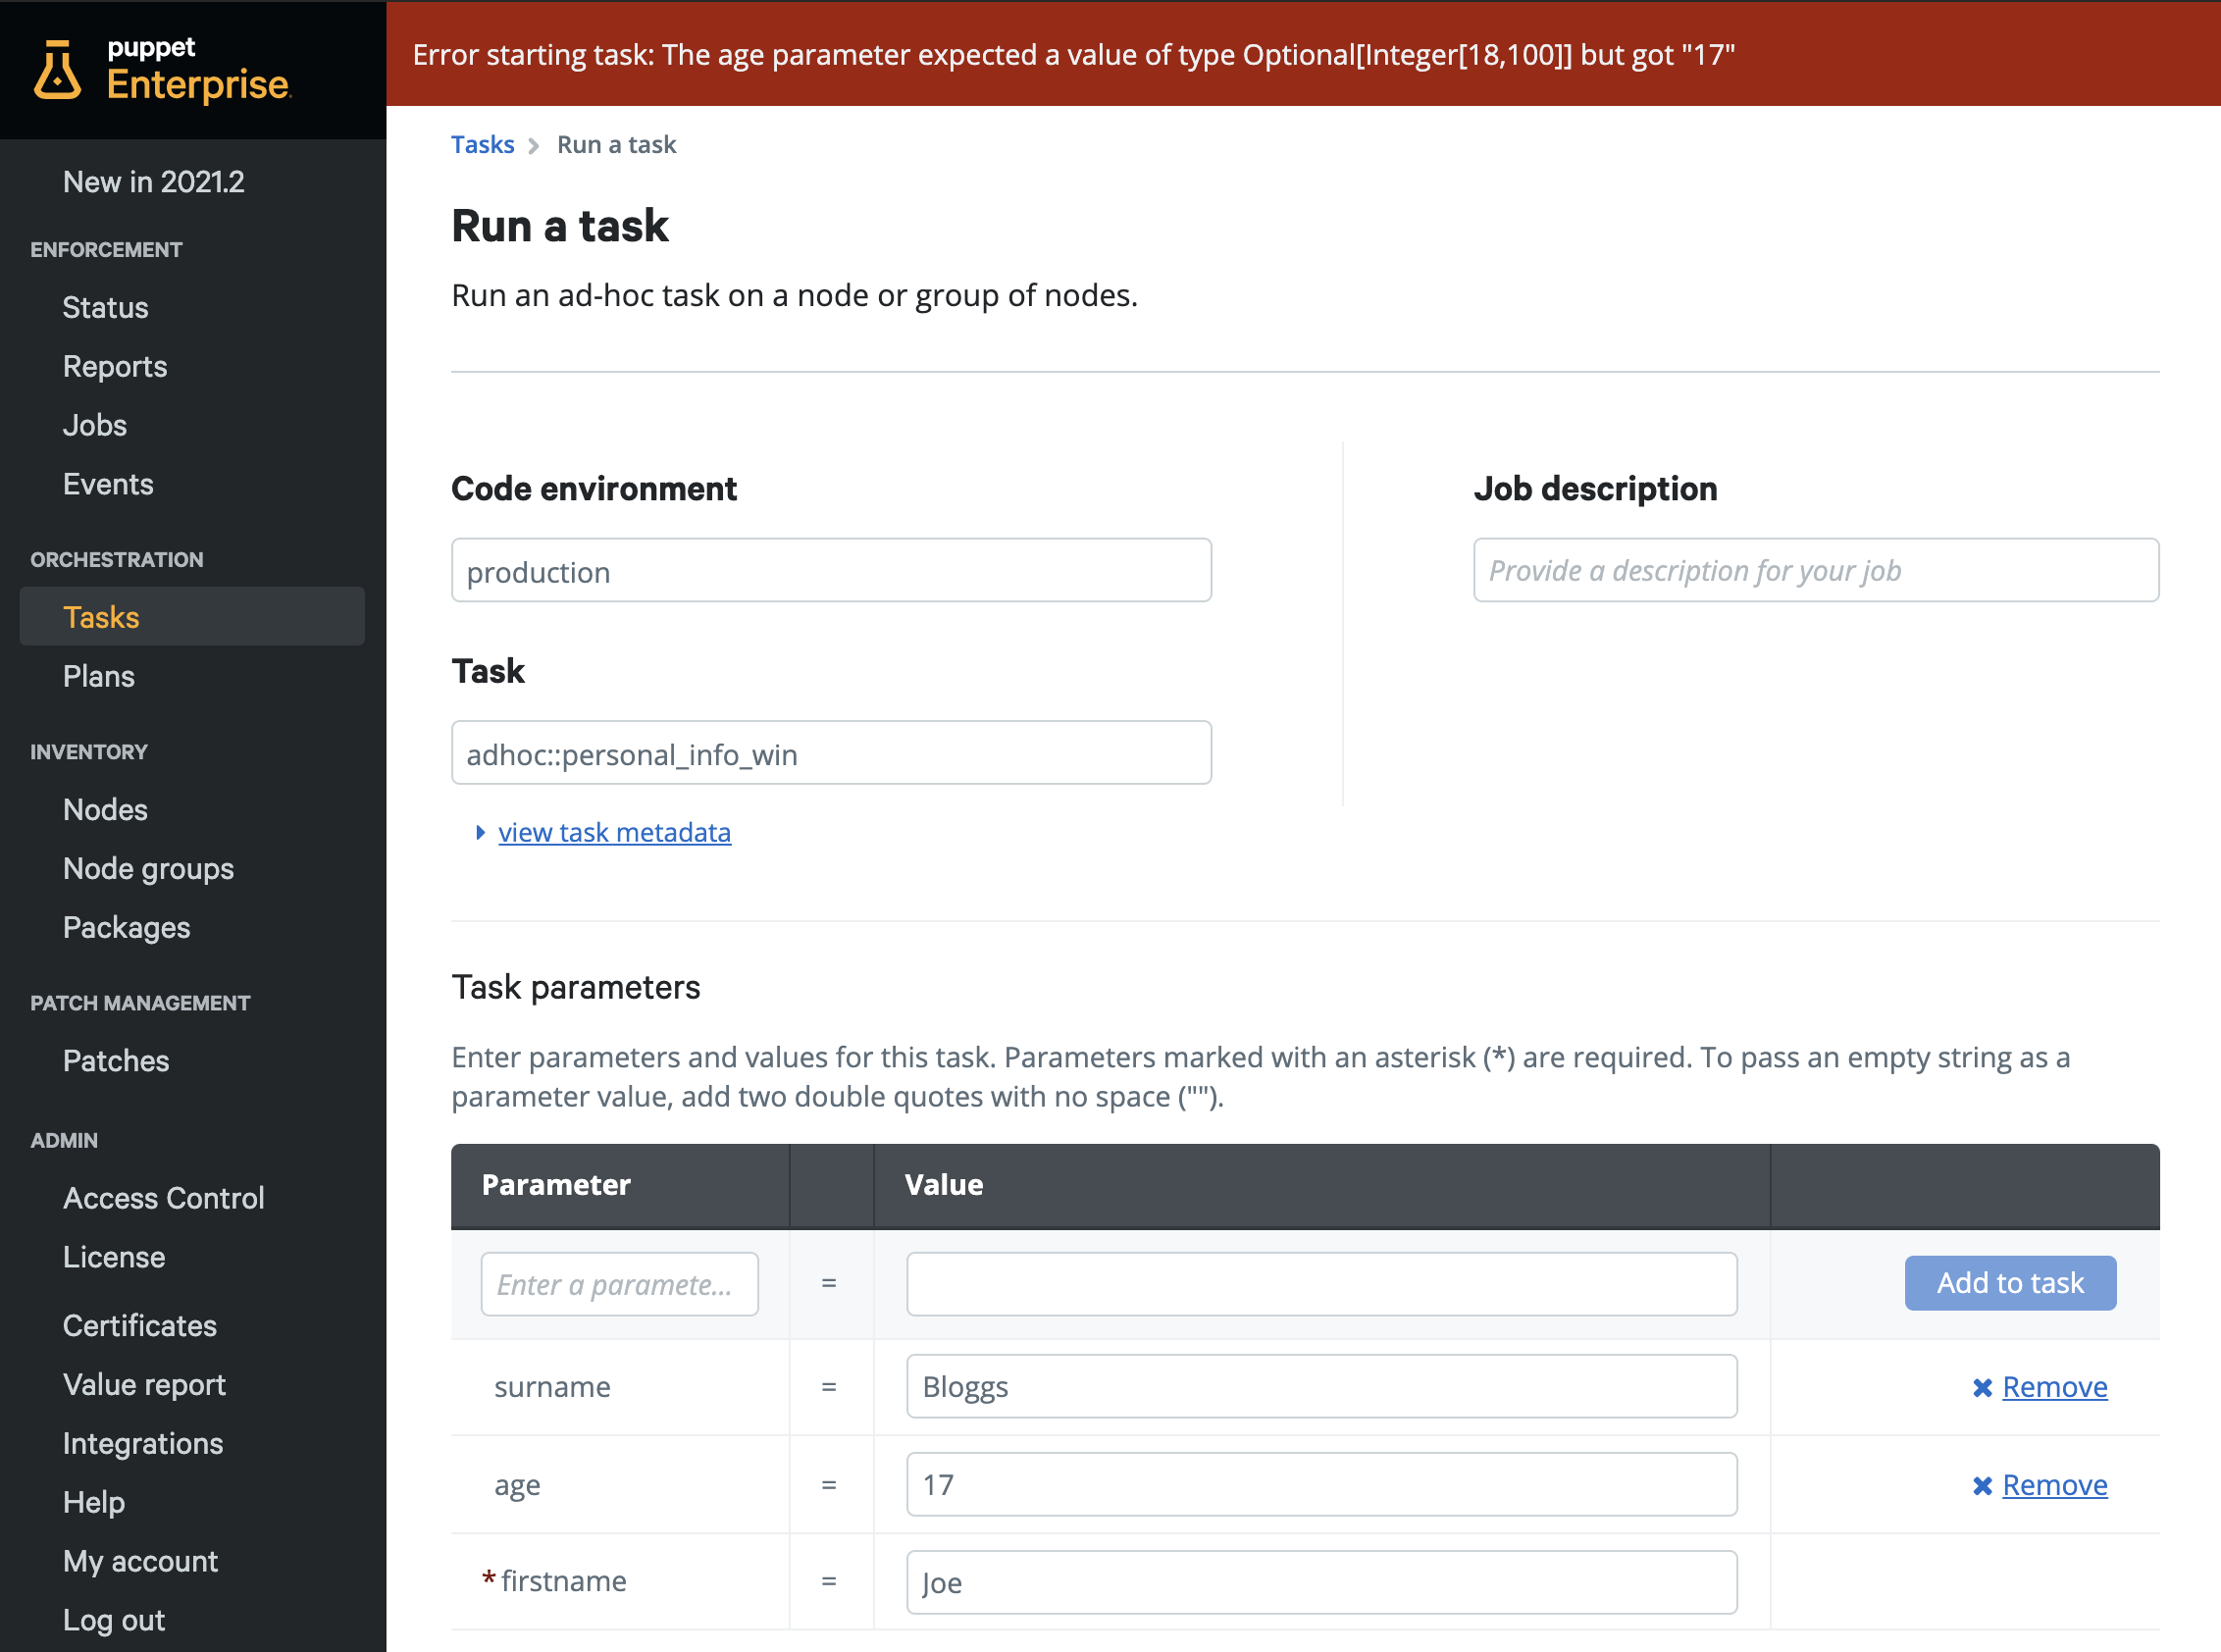 puppet
Enterprise
New in 2021.2
ENFORCEMENT
Status
Reports
Jobs
Events
ORCHESTRATION
Tasks
Plans
INVENTORY
Nodes
Node groups
Packages
PATCH MANAGEMENT
Patches
ADMIN
Access Control
License
Certificates
Value report
Integrations
Help
My account
Log out
Error starting task: The age parameter expected a value of type Optional[Integer[18,100]] but got "17"
Tasks Run a task
Run a task
Run an ad-hoc task on a node or group of nodes.
Code environment
production
Job description
Provide a description for your job
Task
adhoc::personal_info_win
view task metadata
Task parameters
Enter parameters and values for this task. Parameters marked with an asterisk (*) are required. To pass an empty string as a
parameter value, add two double quotes with no space ("").
Parameter Value
Enter a paramete... = Add to task
surname = Bloggs Remove
age = 17 Remove
*firstname = Joe